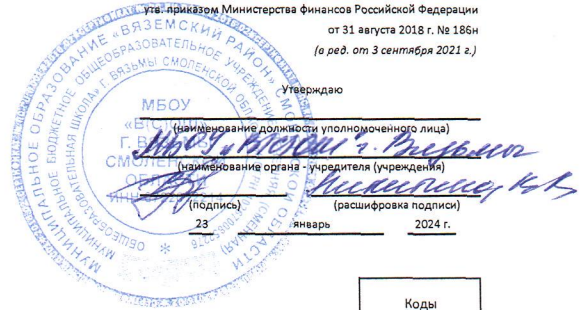 утв. приказом Министерства финансов Российской Федерации
от 31 августа 2018 г. № 186н
(в ред. от 3 сентября 2021 г.)
Утверждаю
(наименование должности уполномоченного лица)
МБОУ г. Вязьмы
(наименование органа - учредителя (учреждения)
(подпись) (расшифровка подписи)
23 январь 2024 г.
Коды
МУНИЦИПАЛЬНОЕ ОБРАЗОВАНИЕ «ВЯЗЕМСКИЙ РАЙОН» СМОЛЕНСКОЙ ОБЛАСТИ
МУНИЦИПАЛЬНОЕ БЮДЖЕТНОЕ ОБЩЕОБРАЗОВАТЕЛЬНОЕ УЧРЕЖДЕНИЕ
ОБЩЕОБРАЗОВАТЕЛЬНАЯ ШКОЛА» Г. ВЯЗЬМЫ СМОЛЕНСКОЙ
МБОУ